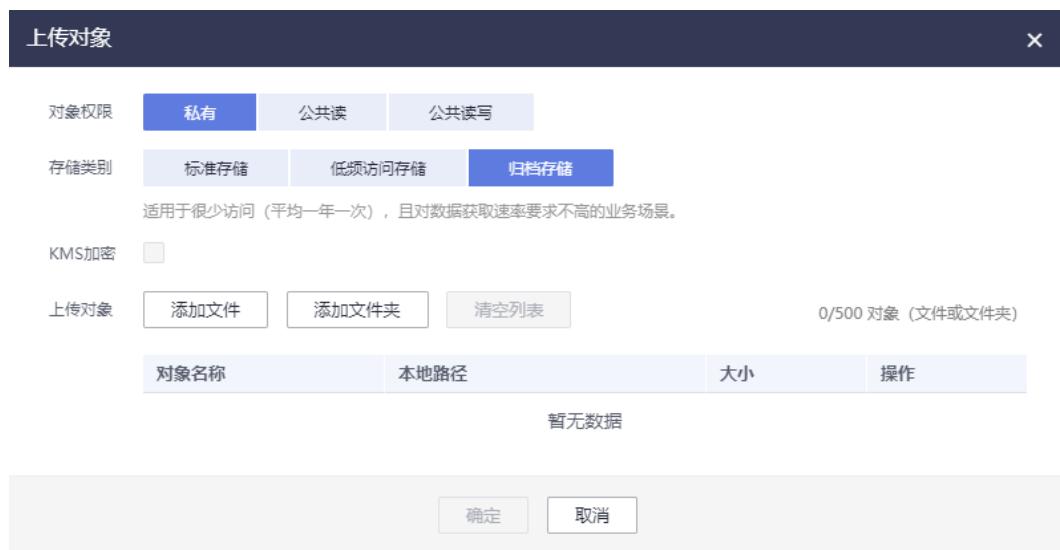 上传对象
对象权限 私有 公共读 公共读写
存储类别 标准存储 低频访问存储 归档存储
适用于很少访问（平均一年一次），且对数据获取速率要求不高的业务场景。
KMS加密
上传对象 添加文件 添加文件夹 清空列表 0/500 对象（文件或文件夹）
对象名称 本地路径 大小 操作
暂无数据
确定 取消